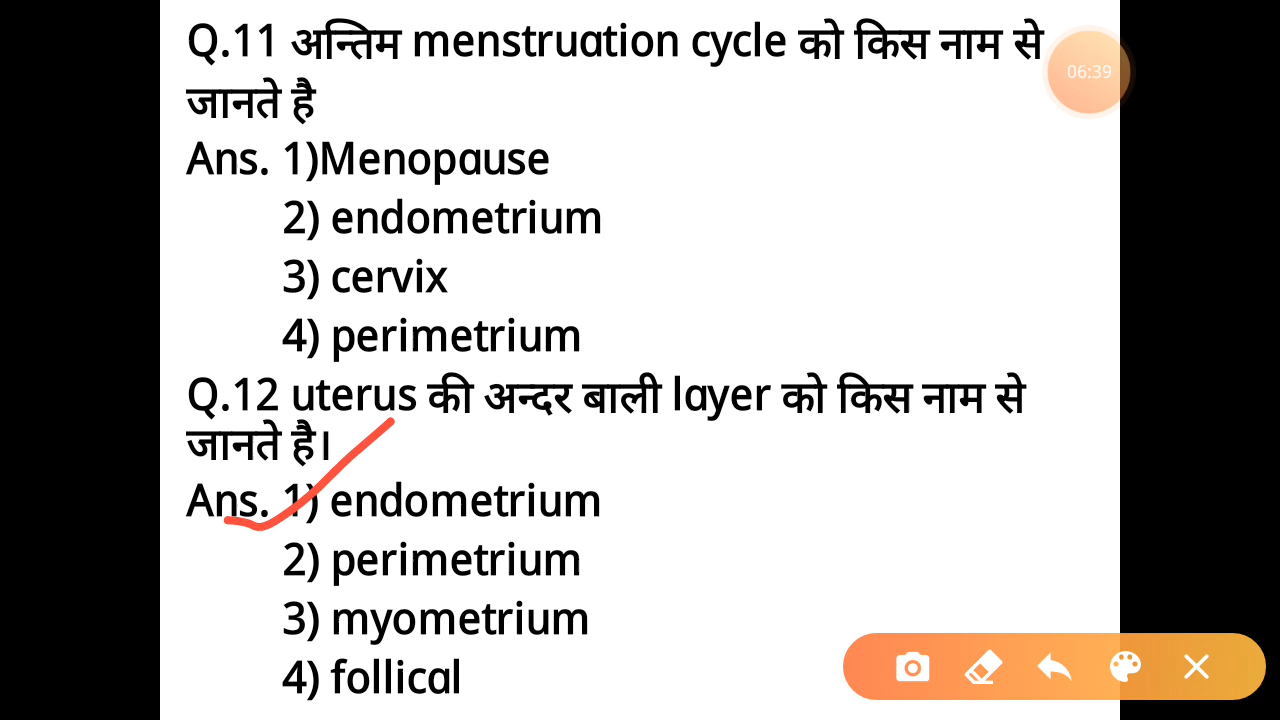 Q.11 अन्तिम menstruation cycle को किस नाम से
जानते है
Ans. 1)Menopause
2) endometrium
3) cervix
4) perimetrium
Q.12 uterus की अन्दर बाली layer को किस नाम से
जानते है।
Ans. 1) endometrium
2) perimetrium
3) myometrium
4) follical
06:39